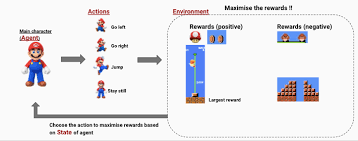 Maximise the rewards !!
Main character
(Agent)
Actions
Go left
Go right
Jump
Stay still
Environment
Rewards (positive)
Rewards (negative)
Largest reward
Choose the action to maximise rewards based
on State of agent